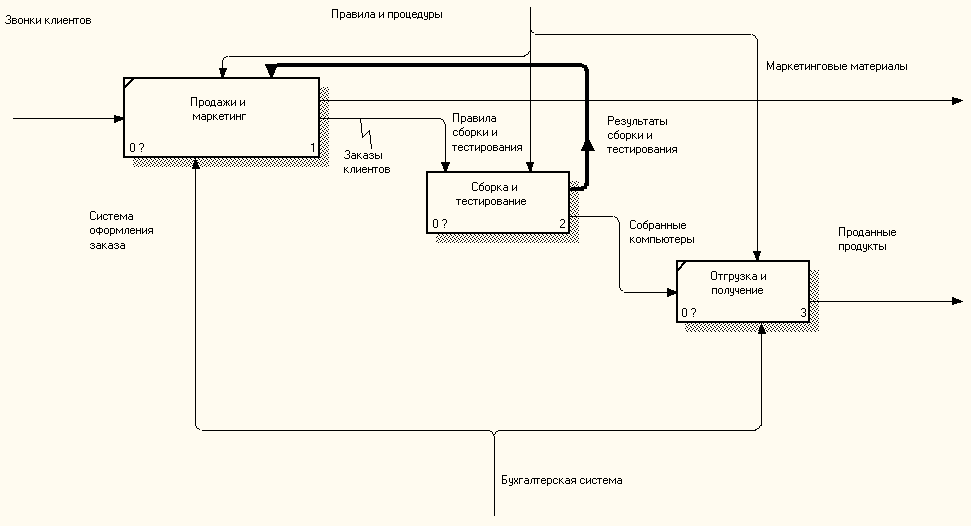 Звонки клиентов
Правила и процедуры
Маркетинговые материалы
Продажи и
маркетинг
0 ?
1
Заказы
клиентов
Правила
сборки и
тестирования
Результаты
сборки и
тестирования
Сборка и
тестирование
0 ?
2
Система
оформления
заказа
Собранные
компьютеры
Проданные
продукты
Отгрузка и
получение
0 ?
3
Бухгалтерская система